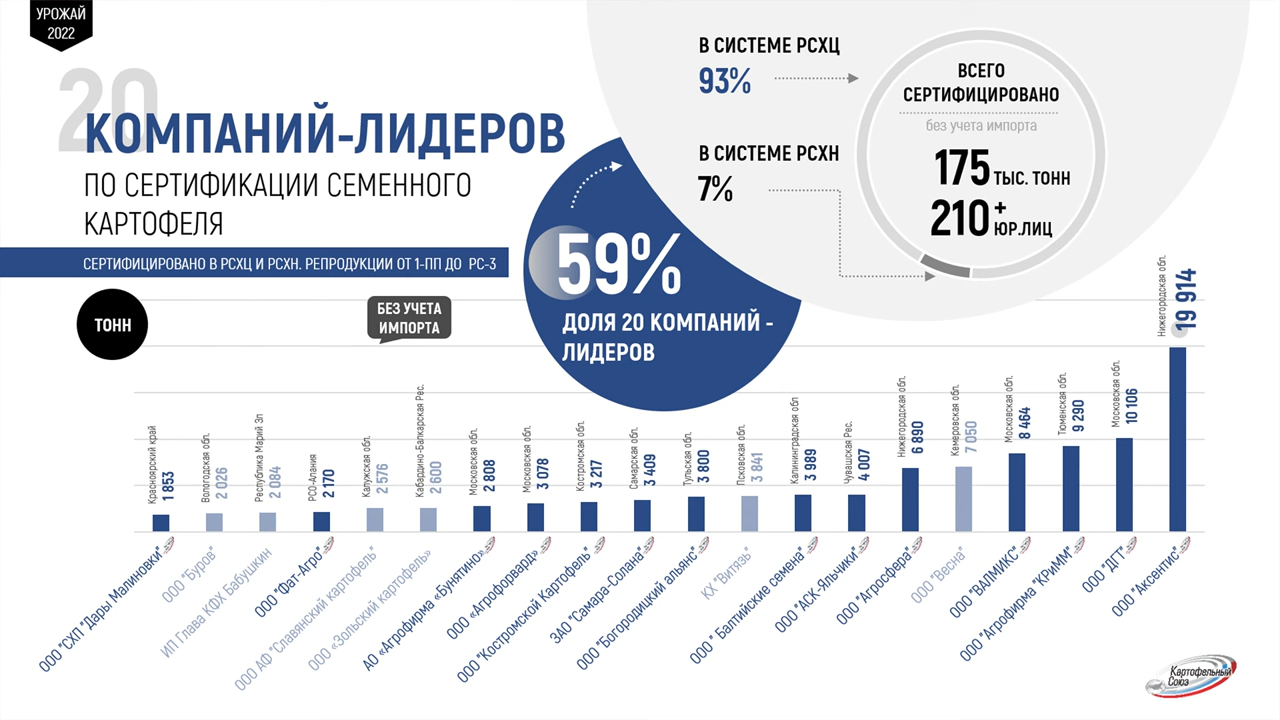 УРОЖАЙ
2022
20
КОМПАНИЙ-ЛИДЕРОВ
ПО СЕРТИФИКАЦИИ СЕМЕННОГО
КАРТОФЕЛЯ
СЕРТИФИЦИРОВАНО В РСХЦ И РСХН. РЕПРОДУКЦИИ ОТ 1-ПП ДО РС-3
ТОНН
БЕЗ УЧЕТА
ИМПОРТА
59%
ДОЛЯ 20 КОМПАНИЙ -
ЛИДЕРОВ
В СИСТЕМЕ РСХЦ
93%
В СИСТЕМЕ РСХН
7%
ВСЕГО
СЕРТИФИЦИРОВАНО
без учета импорта
175 ТЫС. ТОНН
210+ ЮР.ЛИЦ
Красноярский край
1 853
Вологодская обл.
2 026
Республика Марий Эл
2 084
РСО-Алания
2 170
Калужская обл.
2 576
Кабардино-Балкарская Рес.
2 600
Московская обл.
2 808
Московская обл.
3 078
Костромская обл.
3 217
Самарская обл.
3 409
Тульская обл.
3 800
Псковская обл.
3 841
Калининградская обл
3 989
Чувашская Рес.
4 007
Нижегородская обл.
6 890
Кемеровская обл.
7 050
Московская обл.
8 464
Тюменская обл.
9 290
Московская обл.
10 106
Нижегородская обл.
19 914
ООО "СХП "Дары Малиновки"
ООО "Буров"
ИП Глава КФХ Бабушкин
ООО "Фат-Агро"
ООО АФ "Славянский картофель"
ООО «Зольский картофель»
АО «Агрофирма «Бунятино»
ООО «Агрофорвард»
ООО "Костромской Картофель"
ЗАО "Самара-Солана"
ООО "Богородицкий альянс"
КХ "Витязь"
ООО " Балтийские семена"
ООО "АСК -Яльчики"
ООО "Агросфера"
ООО "Весна"
ООО "ВАЛМИКС"
ООО "Агрофирма "КРиММ"
ООО "ДГТ"
ООО "Аксентис"
Картофельный
Союз